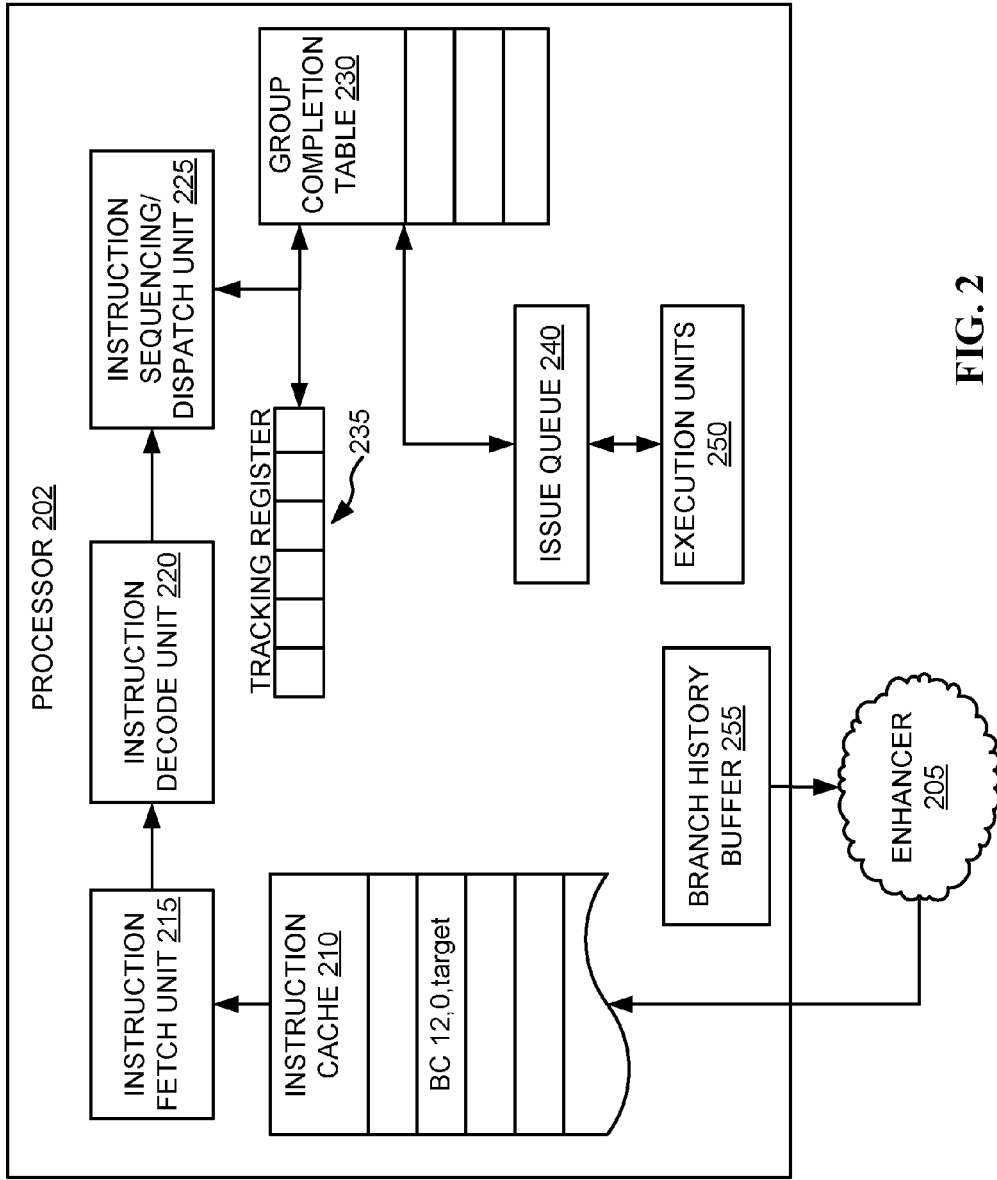 PROCESSOR 202
INSTRUCTION
FETCH UNIT 215
INSTRUCTION
DECODE UNIT 220
INSTRUCTION
SEQUENCING/
DISPATCH UNIT 225
INSTRUCTION
CACHE 210
BC 12,0,target
TRACKING REGISTER
235
GROUP
COMPLETION
TABLE 230
ISSUE QUEUE 240
EXECUTION UNITS
250
BRANCH HISTORY
BUFFER 255
ENHANCER
205
FIG. 2